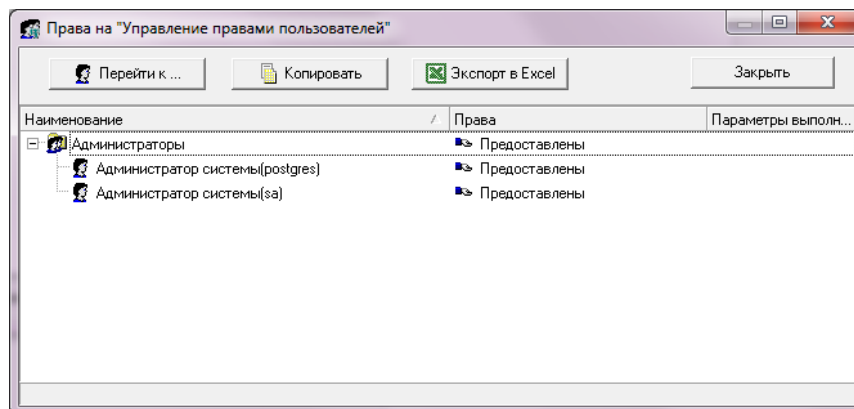 Права на "Управление правами пользователей"
Перейти к ... Копировать Экспорт в Excel Закрыть
Наименование Права Параметры выполн...
Администраторы Предоставлены
Администратор системы(postgres) Предоставлены
Администратор системы(sa) Предоставлены